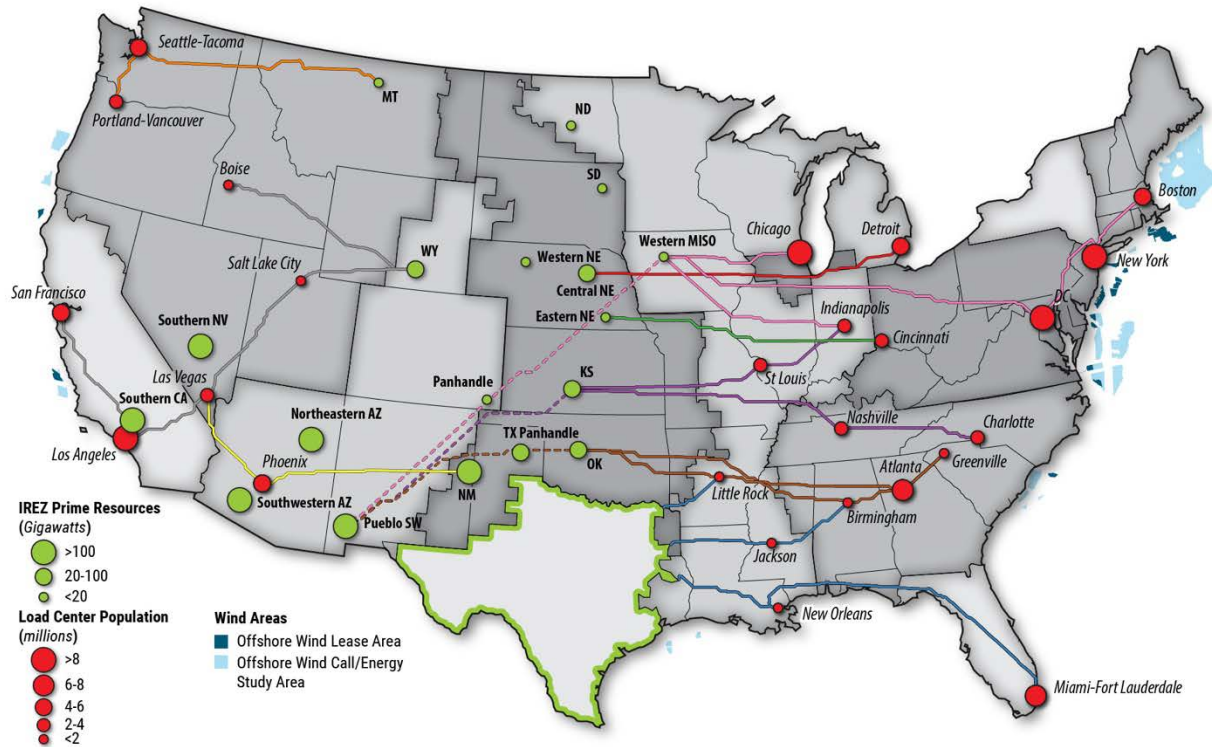 Seattle-Tacoma
MT
Portland-Vancouver
ND
Boise
SD
Boston
Chicago
Detroit
Western MISO
WY
Western NE
New York
Salt Lake City
Central NE
DC
San Francisco
Indianapolis
Eastern NE
Southern NV
Cincinnati
Las Vegas
St Louis
Panhandle
KS
Southern CA
Northeastern AZ
Nashville
Charlotte
TX Panhandle
Los Angeles
Phoenix
OK
Greenville
Atlanta
NM
Little Rock
Southwestern AZ
Birmingham
Pueblo SW
Jackson
New Orleans
Miami-Fort Lauderdale
IREZ Prime Resources
(Gigawatts)
>100
20-100
<20
Load Center Population
(millions)
>8
6-8
4-6
2-4
<2
Wind Areas
Offshore Wind Lease Area
Offshore Wind Call/Energy
Study Area